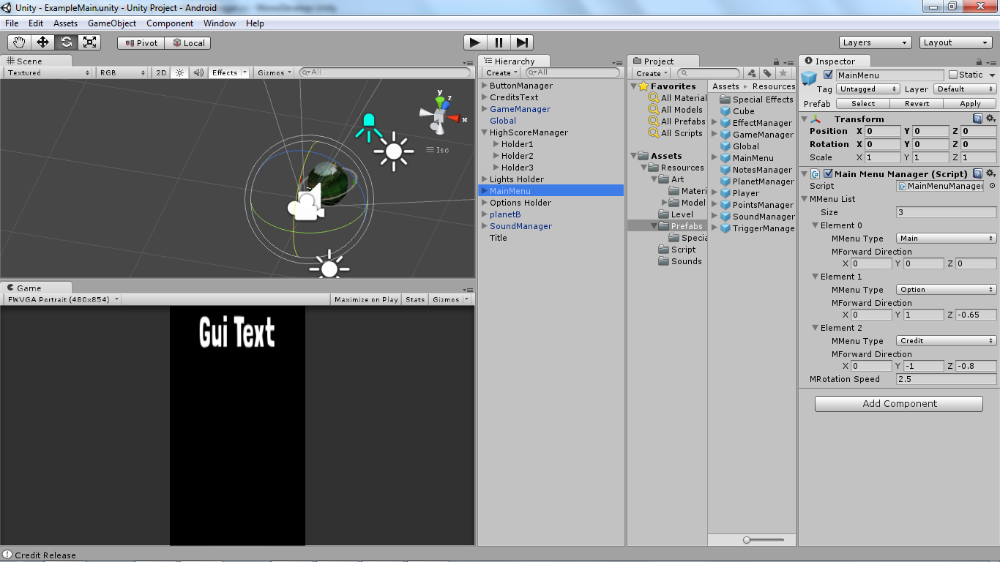 Unity - ExampleMain.unity - Unity Project - Android
File Edit Assets GameObject Component Window Help
Pivot Local Layers Layout
Scene
Textured RGB 2D Effects Gizmos All
y
z
x
Iso
Game
FWVGA Portrait (480x854) Maximize on Play Stats Gizmos
Gui Text
Hierarchy
Create All
ButtonManager
CreditsText
GameManager
Global
HighScoreManager
Holder1
Holder2
Holder3
Lights Holder
MainMenu
Options Holder
planetB
SoundManager
Title
Project
Create
Favorites
All Material
All Models
All Prefabs
All Scripts
Assets
Resources
Art
Materi
Model
Level
Prefabs
Specia
Script
Sounds
Assets Resources
Special Effects
Cube
EffectManager
GameManager
Global
MainMenu
NotesManager
PlanetManager
Player
PointsManager
SoundManager
TriggerManage
Inspector
MainMenu Static
Tag Untagged Layer Default
Prefab Select Revert Apply
Transform
Position X 0 Y 0 Z 0
Rotation X 0 Y 0 Z 0
Scale X 1 Y 1 Z 1
Main Menu Manager (Script)
Script MainMenuManager
MMenu List
Size 3
Element 0
MMenu Type Main
MForward Direction
X 0 Y 0 Z 0
Element 1
MMenu Type Option
MForward Direction
X 0 Y 1 Z -0.65
Element 2
MMenu Type Credit
MForward Direction
X 0 Y -1 Z -0.8
MRotation Speed 2.5
Add Component
Credit Release